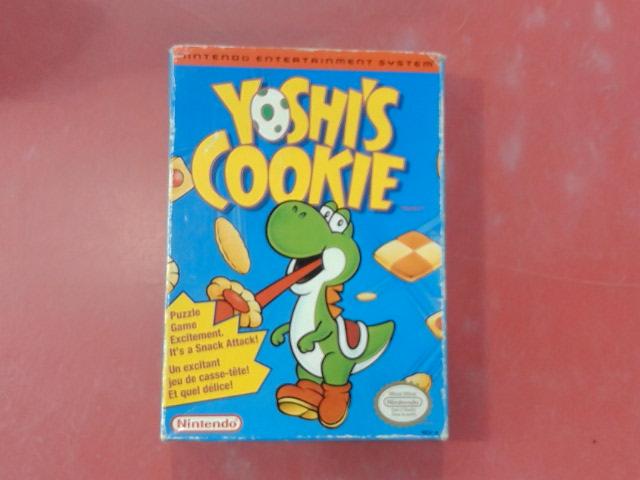 NINTENDO ENTERTAINMENT SYSTEM
YOSHI'S
COOKIE
Puzzle
Game
Excitement.
It's a Snack Attack!
Un excitant
jeu de casse-tête!
Et quel délice!
Nintendo
Nintendo